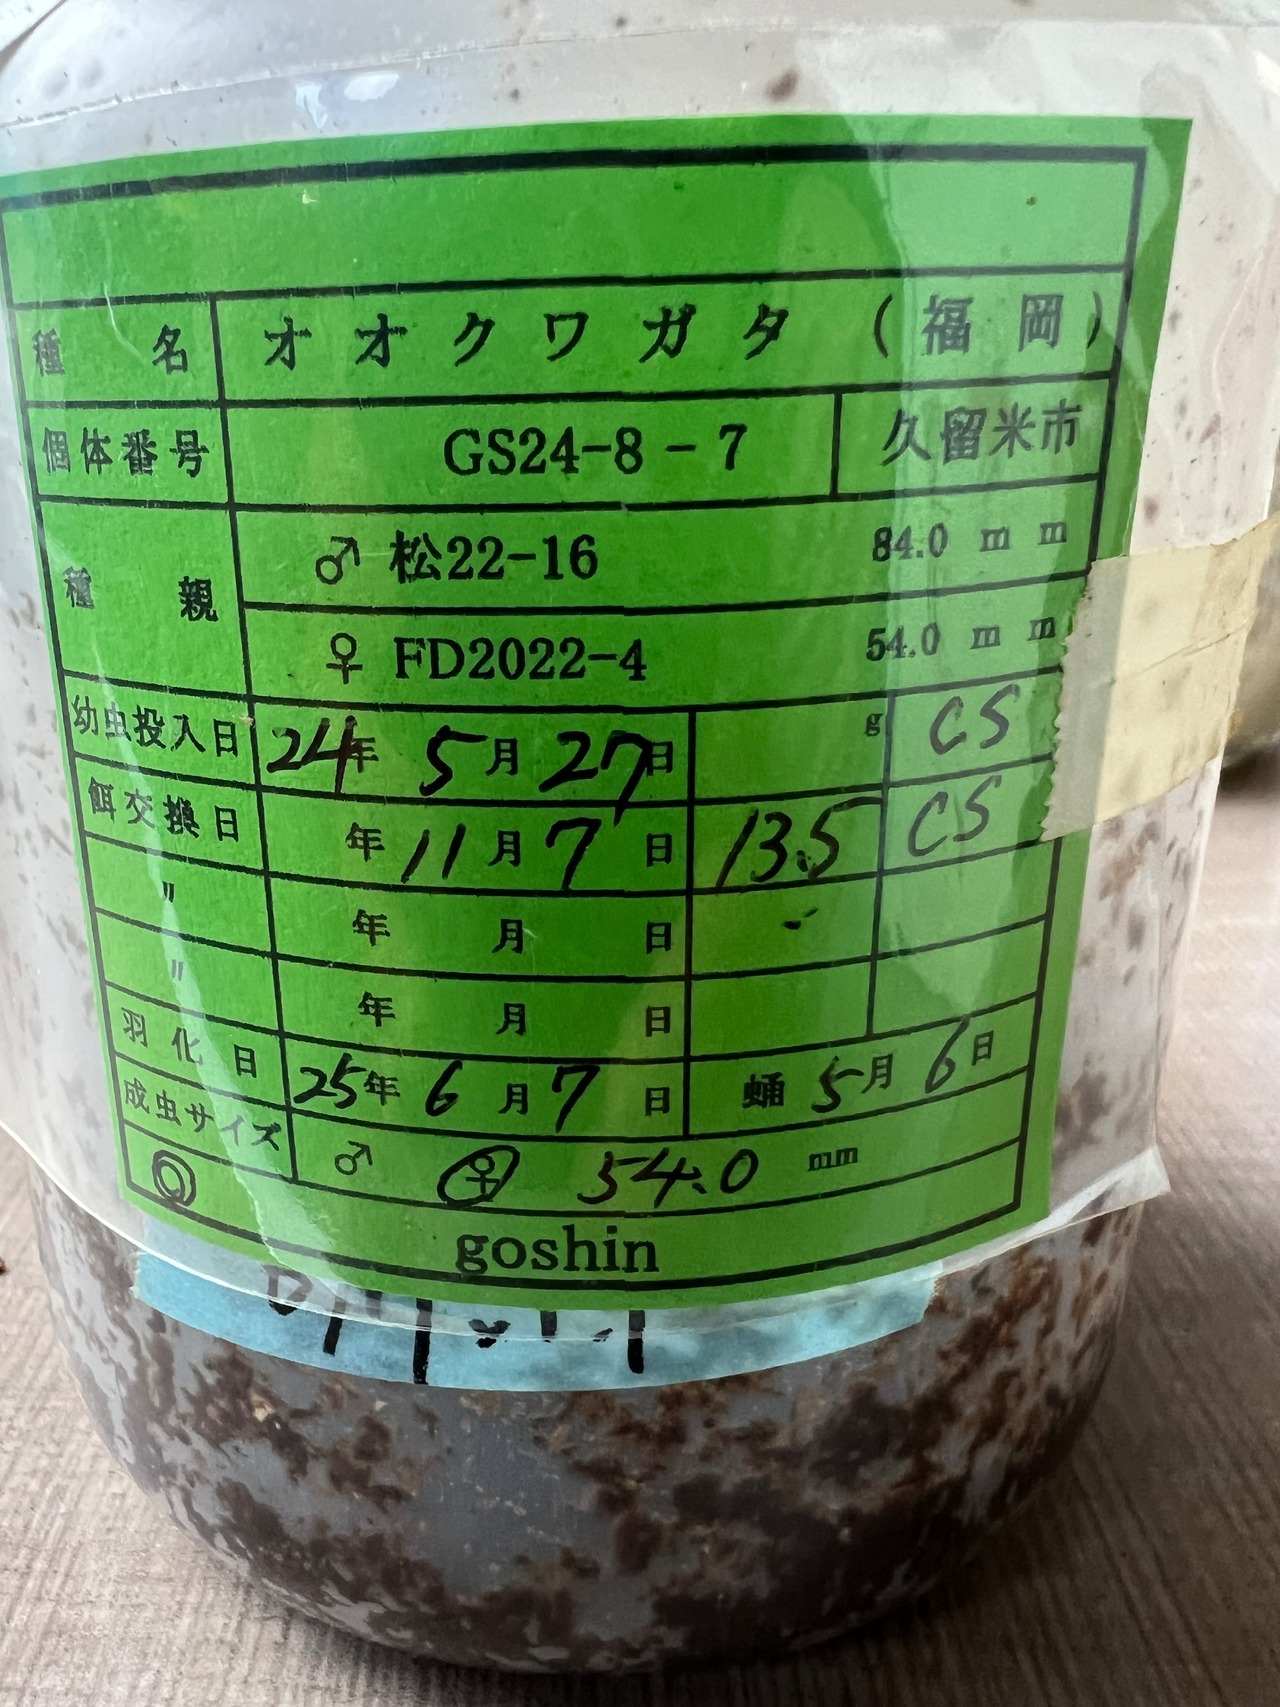 種名 オオクワガタ (福岡)
個体番号 GS24-8-7 久留米市
種親 ♂ 松22-16 84.0 mm
♀ FD2022-4 54.0 mm
幼虫投入日 24年 5月 27日 g CS
餌交換日 年 11月 7日 13.5 CS
〃 年 月 日
〃 年 月 日
羽化日 25年 6月 7日 蛹 5月 6日
成虫サイズ ♂ ♀ 54.0 mm
◎
goshin